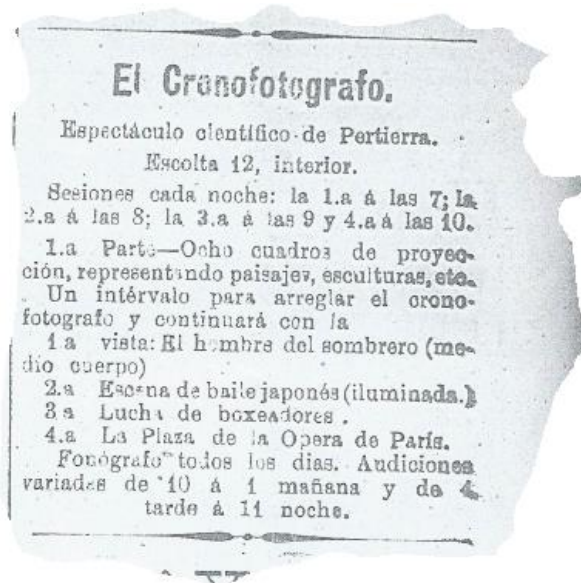 El Cronofotografo.
Espectáculo científico de Pertierra.
Escolta 12, interior.
Sesiones cada noche: la 1.a á las 7; la
2.a á las 8; la 3.a á las 9 y 4.a á las 10.
1.a Parte—Ocho cuadros de proyec-
ción, representando paisajes, esculturas, etc.
Un intérvalo para arreglar el crono-
fotografo y continuará con la
1 a vista: El hombre del sombrero (me-
dio cuerpo)
2.a Escena de baile japonés (iluminada.)
3 a Lucha de boxeadores.
4.a La Plaza de la Opera de París.
Fonógrafo todos los dias. Audiciones
variadas de 10 á 1 mañana y de 4
tarde á 11 noche.